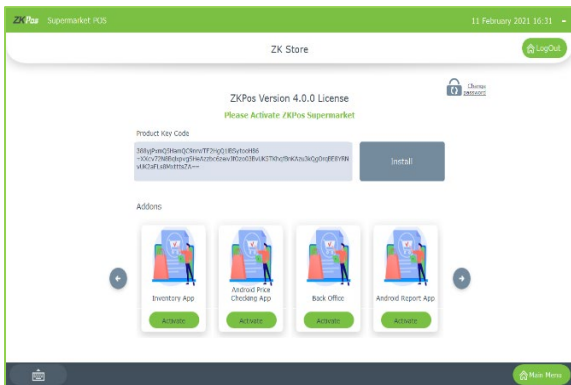 ZKPos Supermarket POS
11 February 2021 16:31
ZK Store
LogOut
Change
password
ZKPos Version 4.0.0 License
Please Activate ZKPos Supermarket
Product Key Code
Install
Addons
Inventory App
Android Price
Checking App
Back Office
Android Report App
Activate
Activate
Activate
Activate
Main Menu